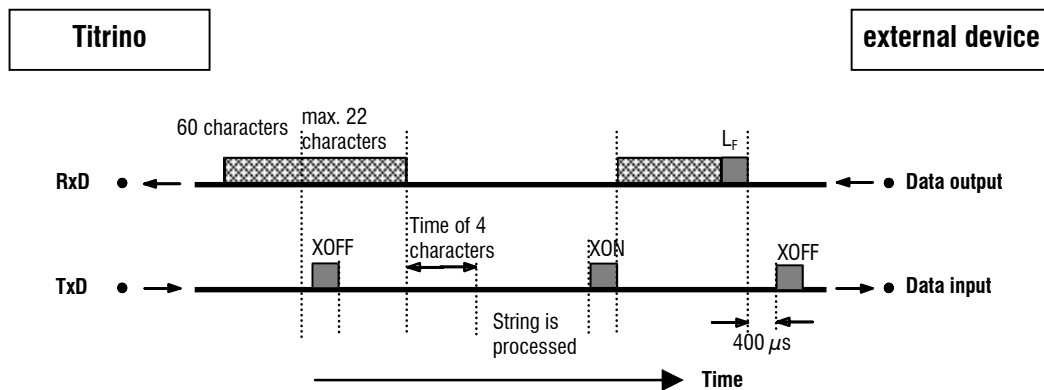 Titrino
external device
60 characters
max. 22
characters
L_F
RxD
Data output
XOFF
Time of 4
characters
XON
XOFF
TxD
Data input
String is
processed
400 µs
Time